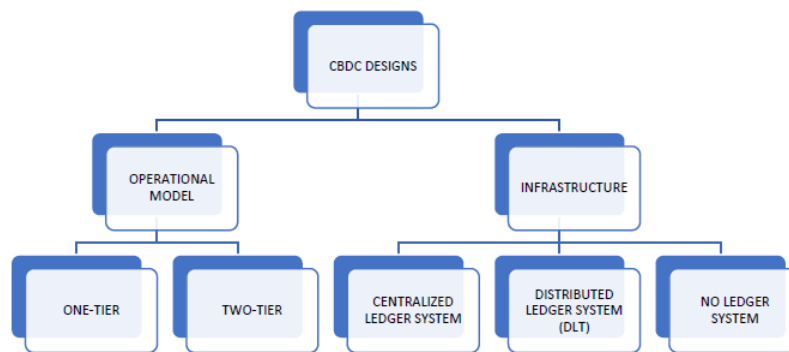 CBDC DESIGNS
OPERATIONAL
MODEL
INFRASTRUCTURE
ONE-TIER
TWO-TIER
CENTRALIZED
LEDGER SYSTEM
DISTRIBUTED
LEDGER SYSTEM
(DLT)
NO LEDGER
SYSTEM